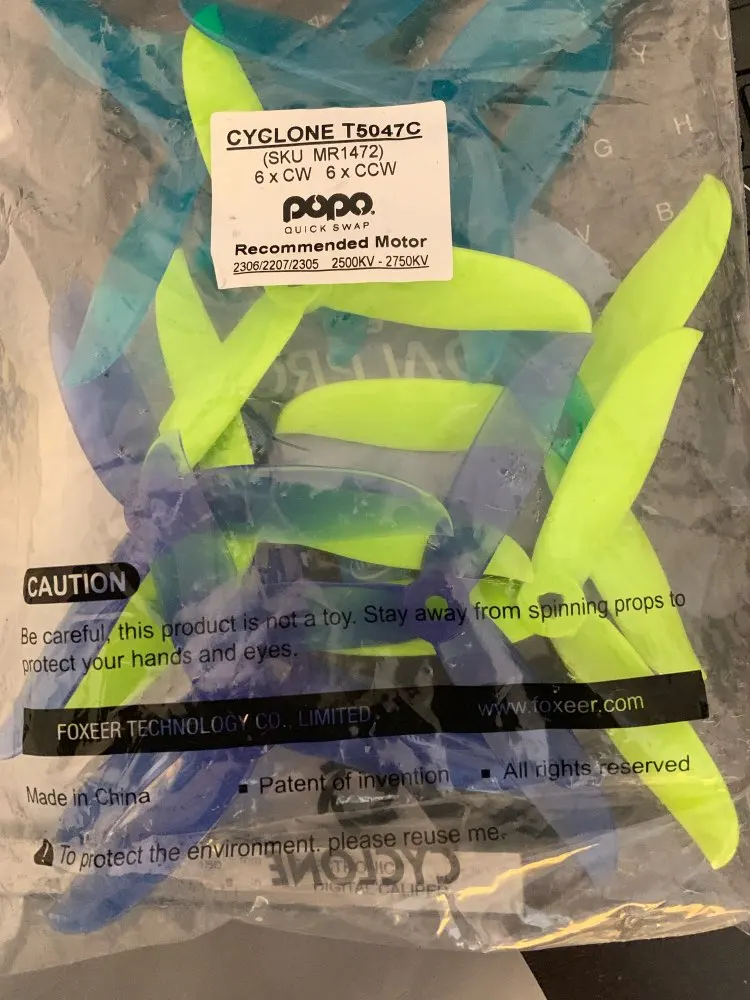 CYCLONE T5047C
(SKU MR1472)
6 x CW 6 x CCW
popo.
QUICK SWAP
Recommended Motor
2306/2207/2305 2500KV - 2750KV
Y
G
H
B
V
CAUTION
Be careful, this product is not a toy. Stay away from spinning props to
protect your hands and eyes.
FOXEER TECHNOLOGY CO., LIMITED.
www.foxeer.com
Made in China
▪ Patent of invention
▪ All rights reserved
To protect the environment. please reuse me.
CYCLONE
DIGITAL CALIPER